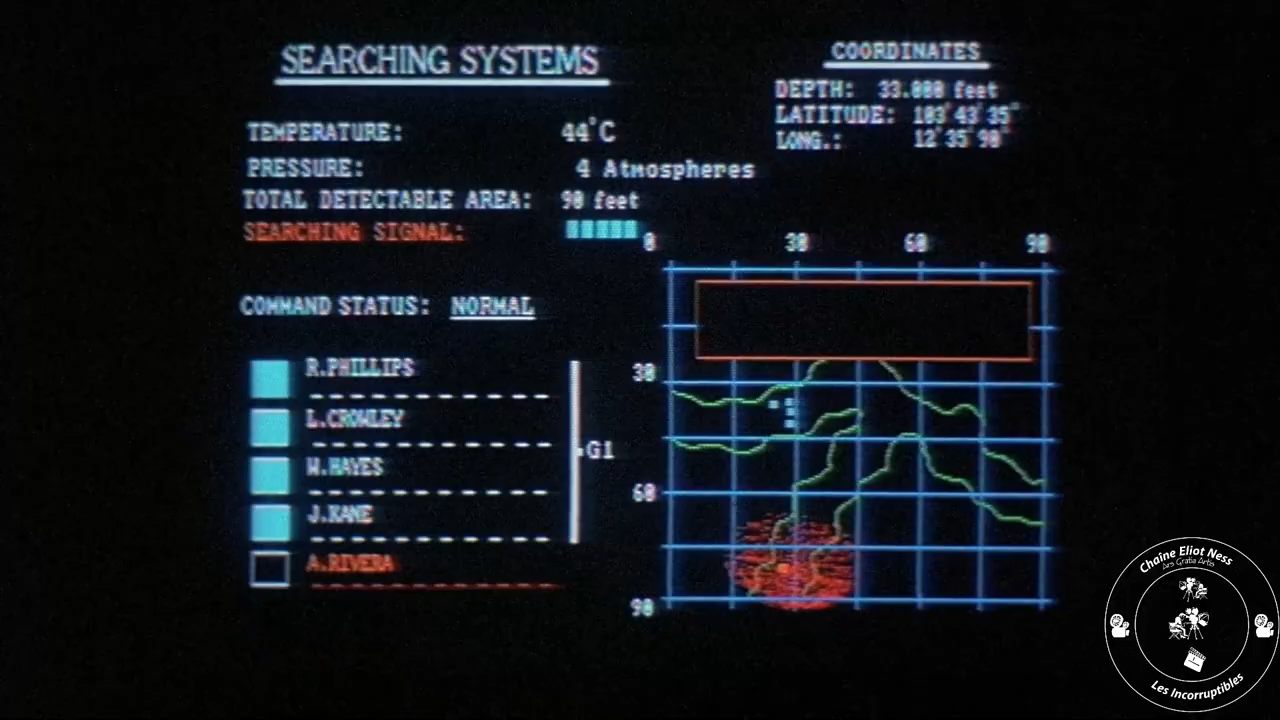 SEARCHING SYSTEMS
COORDINATES
DEPTH: 33.000 feet
LATITUDE: 103°43'35"
LONG.: 12°35'90"
TEMPERATURE: 44°C
PRESSURE: 4 Atmospheres
TOTAL DETECTABLE AREA: 90 feet
SEARCHING SIGNAL:
0 30 60 90
COMMAND STATUS: NORMAL
R.PHILLIPS
30
L.CROWLEY
G1
W.HAYES
60
J.KANE
A.RIVERA
90
Chaîne Eliot Ness
Ars Gratia Artis
Les Incorruptibles